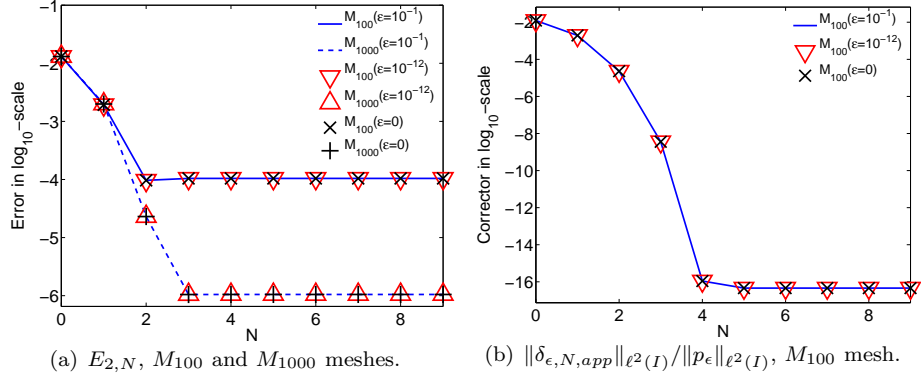 Error in log₁₀−scale
−1
−2
−3
−4
−5
−6
0 2 4 6 8
N
M₁₀₀(ε=10⁻¹)
M₁₀₀₀(ε=10⁻¹)
M₁₀₀(ε=10⁻¹²)
M₁₀₀₀(ε=10⁻¹²)
M₁₀₀(ε=0)
M₁₀₀₀(ε=0)
(a) E₂,N, M₁₀₀ and M₁₀₀₀ meshes.
Corrector in log₁₀−scale
−2
−4
−6
−8
−10
−12
−14
−16
0 2 4 6 8
N
M₁₀₀(ε=10⁻¹)
M₁₀₀(ε=10⁻¹²)
M₁₀₀(ε=0)
(b) ‖δ_{ϵ,N,app}‖_{ℓ²(I)}/‖p_ϵ‖_{ℓ²(I)}, M₁₀₀ mesh.